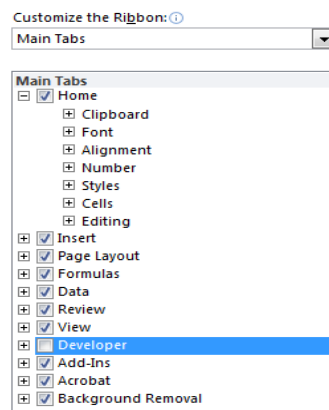 Customize the Ribbon:
Main Tabs
Main Tabs
Home
Clipboard
Font
Alignment
Number
Styles
Cells
Editing
Insert
Page Layout
Formulas
Data
Review
View
Developer
Add-Ins
Acrobat
Background Removal